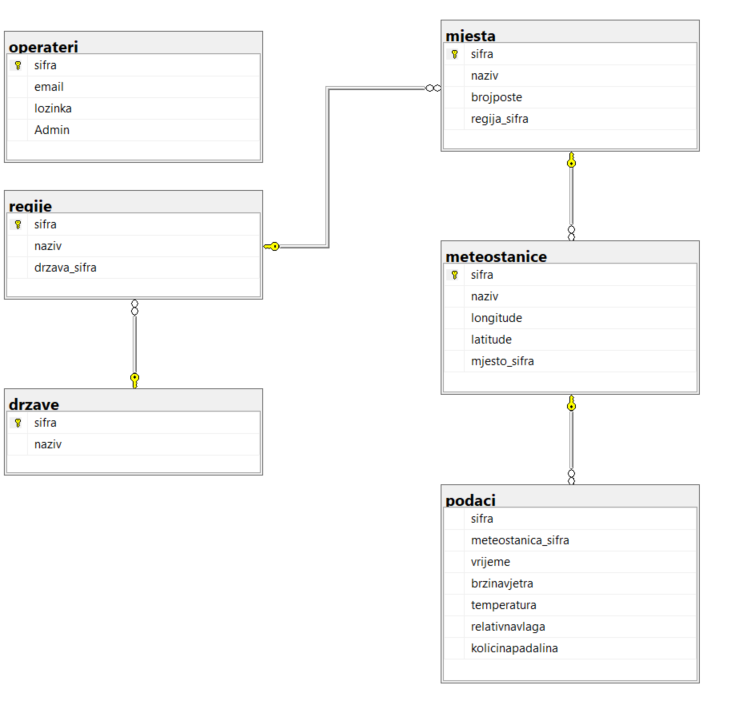 operateri
sifra
email
lozinka
Admin
regije
sifra
naziv
drzava_sifra
drzave
sifra
naziv
mjesta
sifra
naziv
brojposte
regija_sifra
meteostanice
sifra
naziv
longitude
latitude
mjesto_sifra
podaci
sifra
meteostanica_sifra
vrijeme
brzinavjetra
temperatura
relativnavlaga
kolicinapadalina